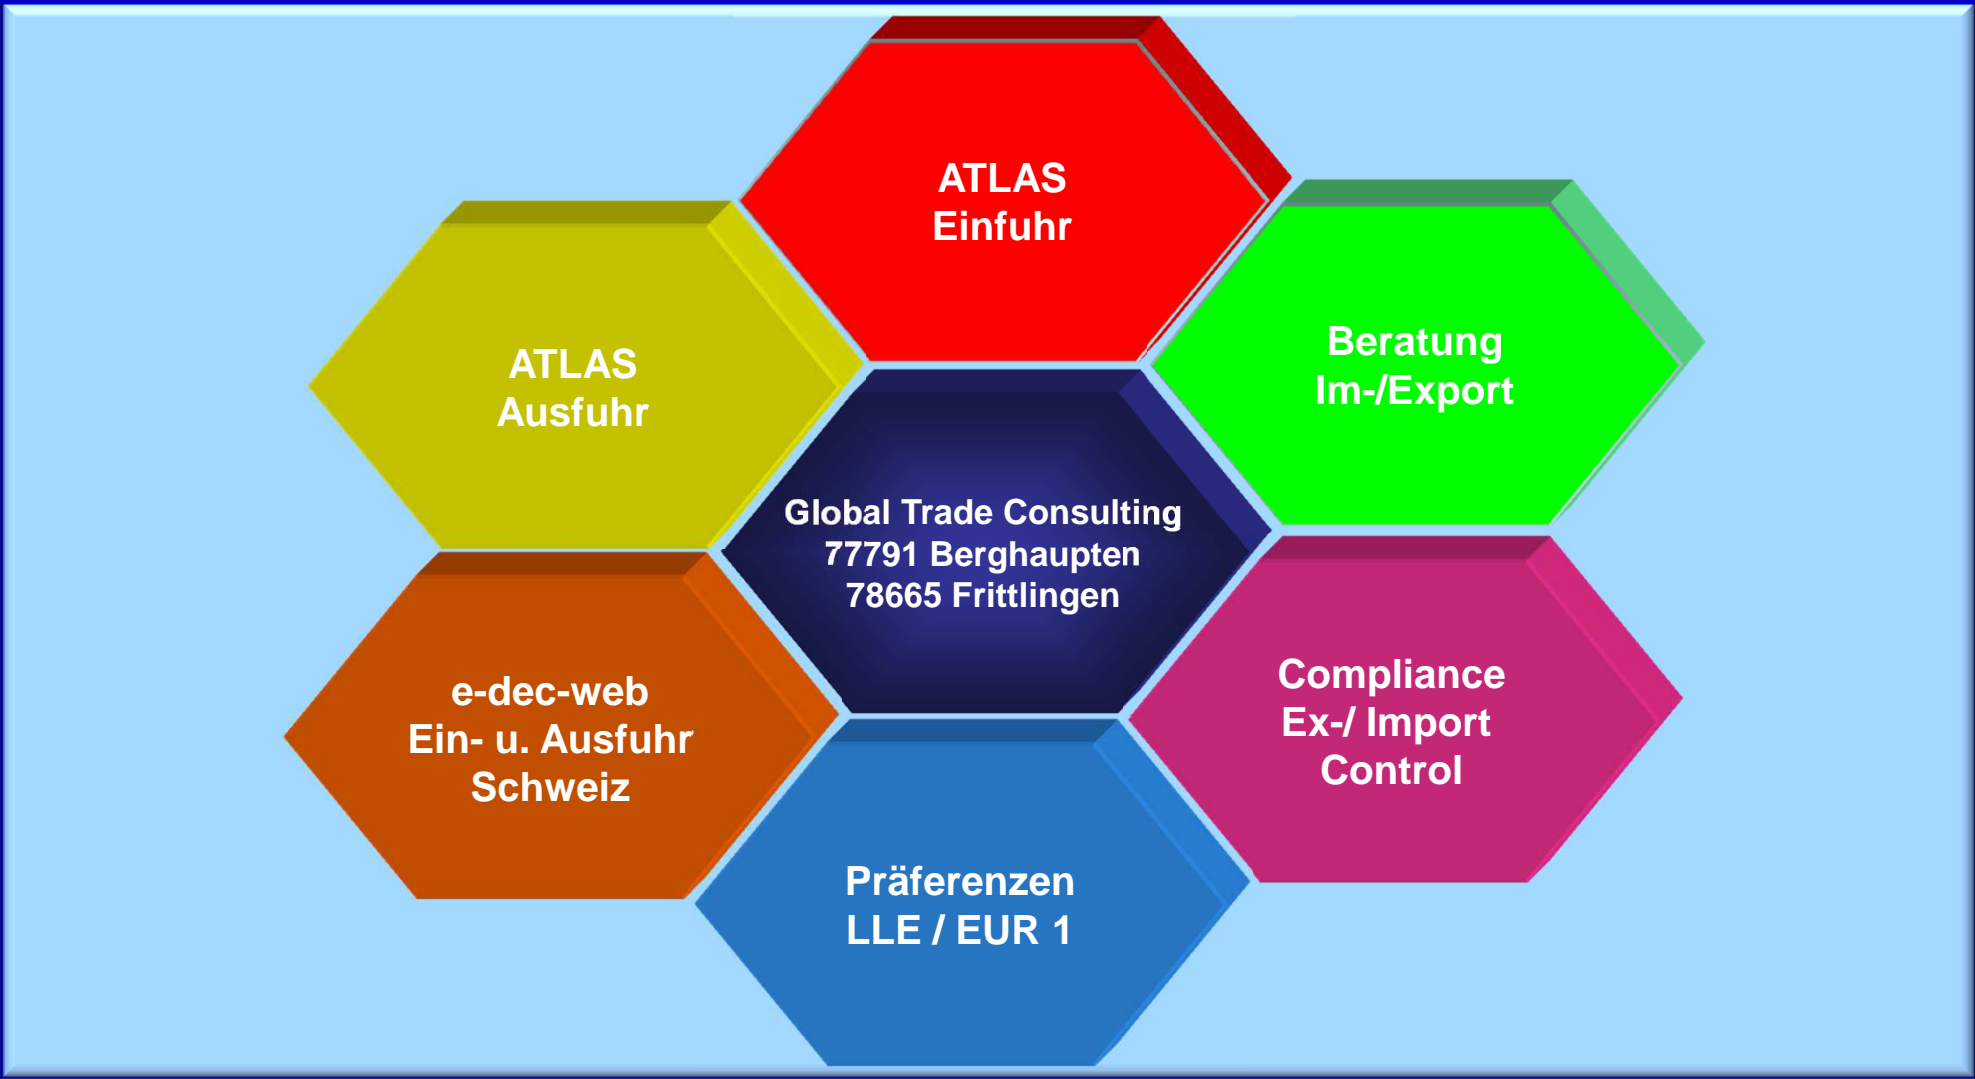 ATLAS
Einfuhr
Beratung
Im-/Export
ATLAS
Ausfuhr
Global Trade Consulting
77791 Berghaupten
78665 Frittlingen
Compliance
Ex-/ Import
Control
e-dec-web
Ein- u. Ausfuhr
Schweiz
Präferenzen
LLE / EUR 1